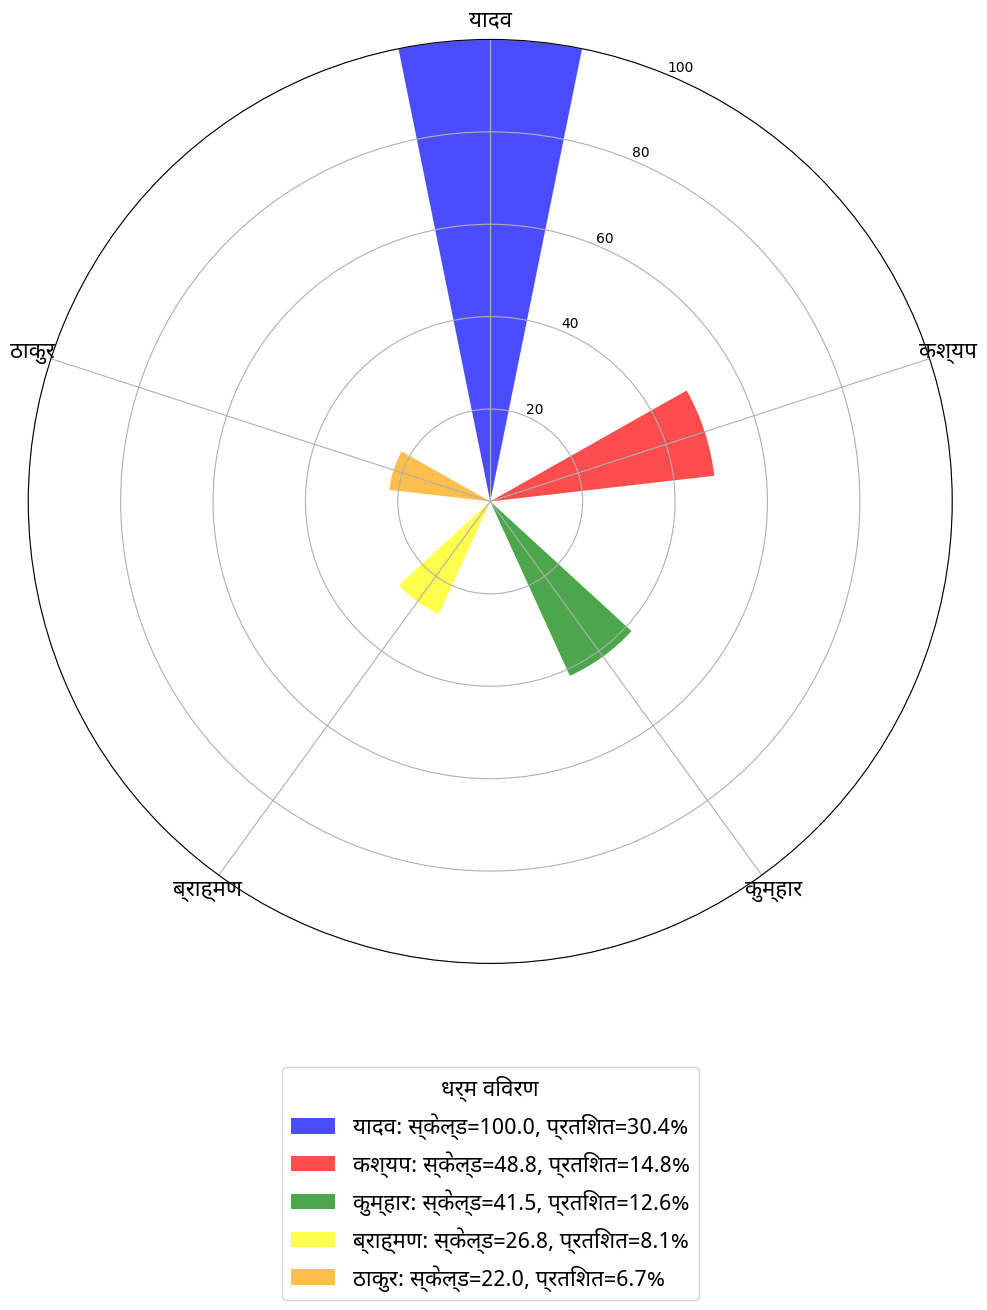 यादव
100
80
60
40
20
ठाकुर
कश्यप
ब्राह्मण
कुम्हार
धर्म विवरण
यादव: स्केल्ड=100.0, प्रतिशत=30.4%
कश्यप: स्केल्ड=48.8, प्रतिशत=14.8%
कुम्हार: स्केल्ड=41.5, प्रतिशत=12.6%
ब्राह्मण: स्केल्ड=26.8, प्रतिशत=8.1%
ठाकुर: स्केल्ड=22.0, प्रतिशत=6.7%